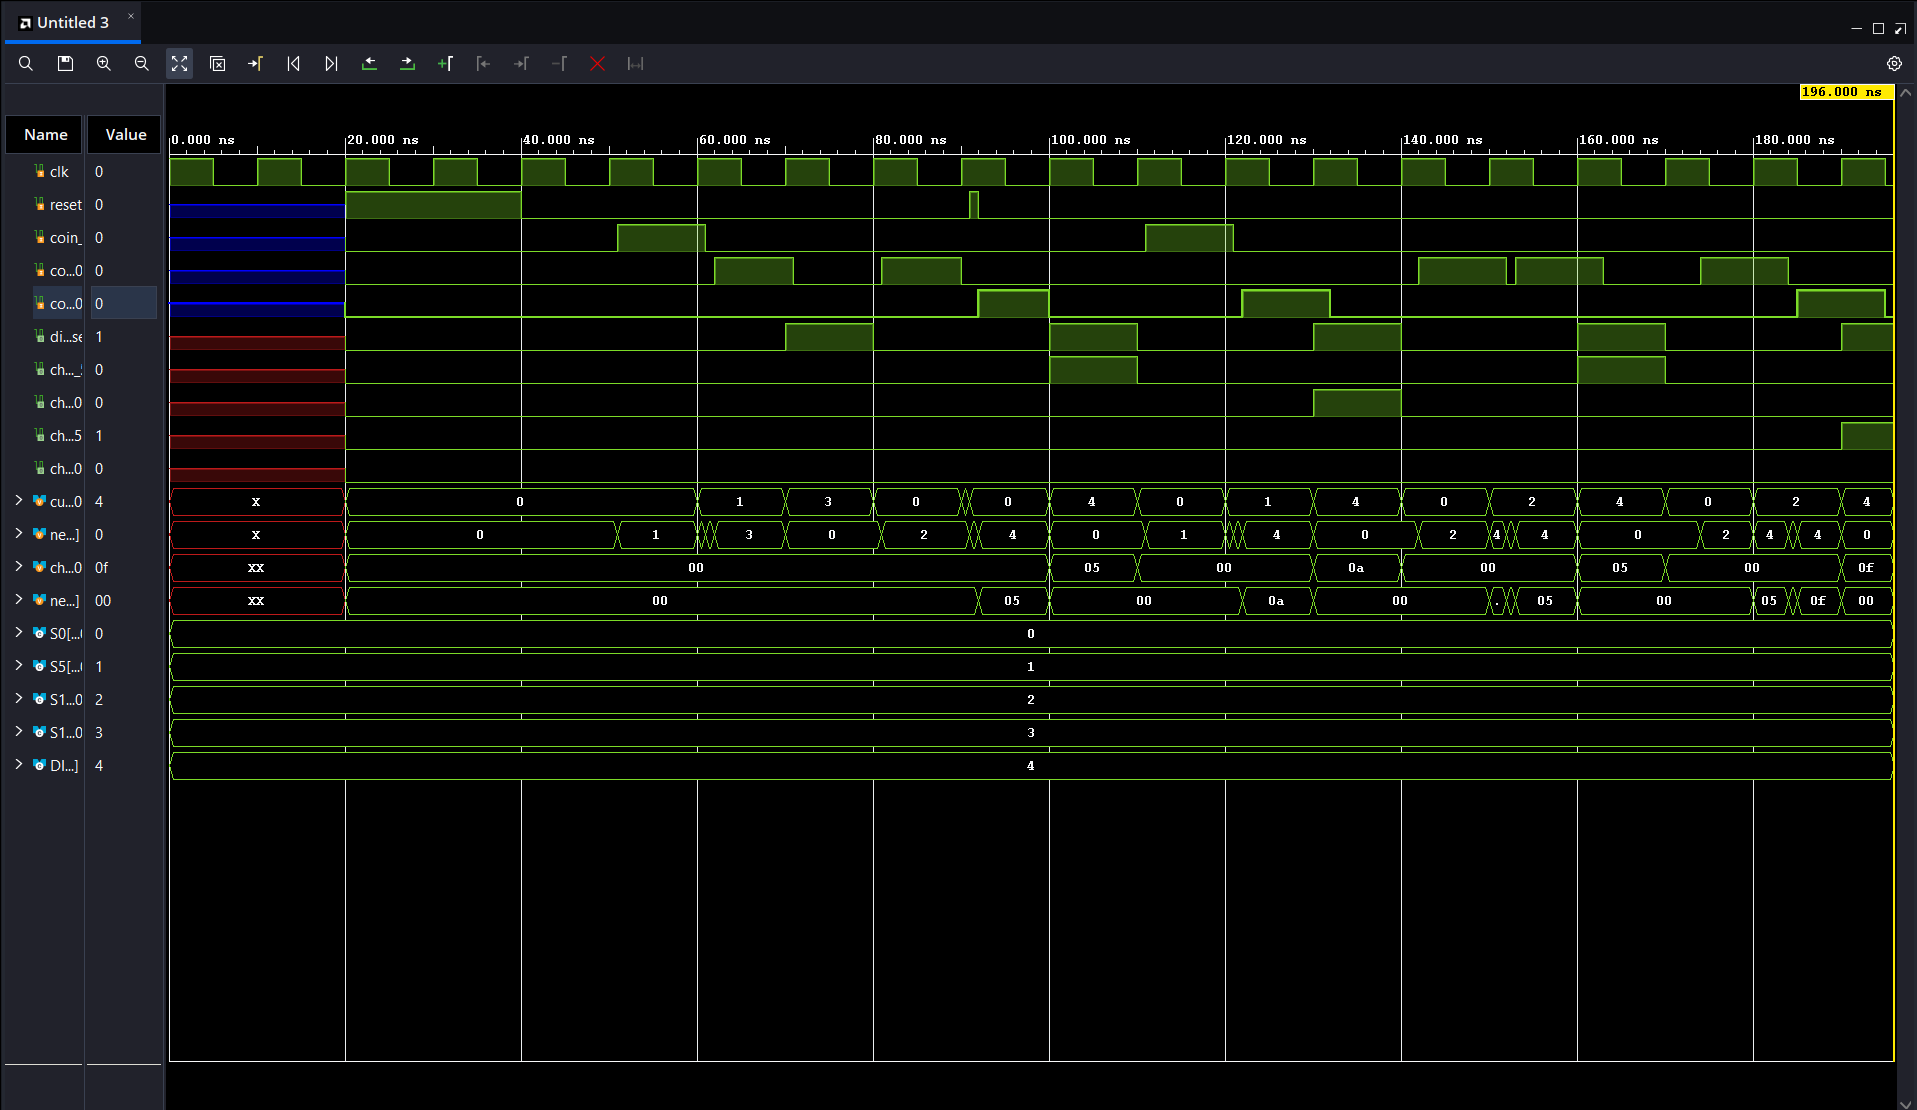 Untitled 3
196.000 ns
Name Value
0.000 ns 20.000 ns 40.000 ns 60.000 ns 80.000 ns 100.000 ns 120.000 ns 140.000 ns 160.000 ns 180.000 ns
clk 0
reset 0
coin_ 0
co...0 0
co...0 0
di...se 1
ch..._ 0
ch...0 0
ch...5 1
ch...0 0
cu...0 4 X 0 1 3 0 0 4 0 1 4 0 2 4 0 2 4
ne...] 0 X 0 1 3 0 2 4 0 1 4 0 2 4 4 0 2 4 4 0
ch...0 0f XX 00 05 00 0a 00 05 00 0f
ne...] 00 XX 00 05 00 0a 00 . 05 00 05 0f 00
S0[... 0 0
S5[... 1 1
S1...0 2 2
S1...0 3 3
DI...] 4 4